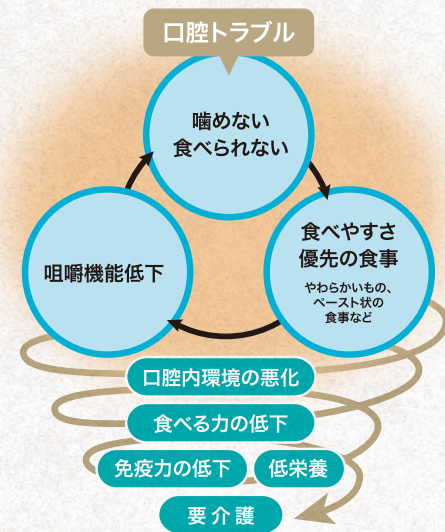 口腔トラブル
噛めない
食べられない
食べやすさ
優先の食事
やわらかいもの、
ペースト状の
食事など
咀嚼機能低下
口腔内環境の悪化
食べる力の低下
免疫力の低下
低栄養
要介護